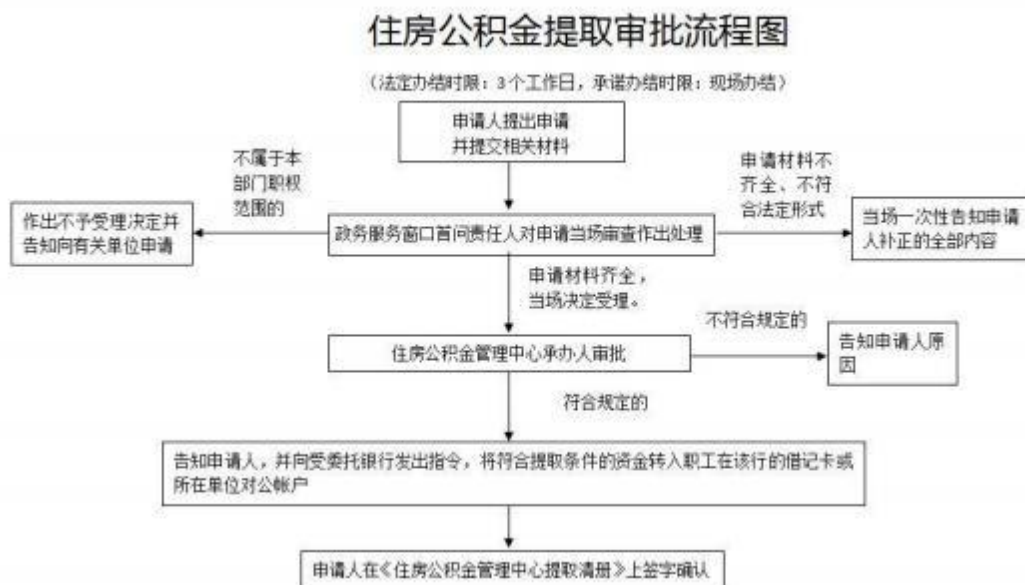 住房公积金提取审批流程图
（法定办结时限：3个工作日，承诺办结时限：现场办结）
申请人提出申请
并提交相关材料
不属于本
部门职权
范围的
申请材料不
齐全、不符
合法定形式
作出不予受理决定并
告知向有关单位申请
政务服务窗口首问责任人对申请当场审查作出处理
当场一次性告知申请
人补正的全部内容
申请材料齐全，
当场决定受理。
不符合规定的
住房公积金管理中心承办人审批
告知申请人原
因
符合规定的
告知申请人，并向受委托银行发出指令，将符合提取条件的资金转入职工在该行的借记卡或
所在单位对公帐户
申请人在《住房公积金管理中心提取清册》上签字确认